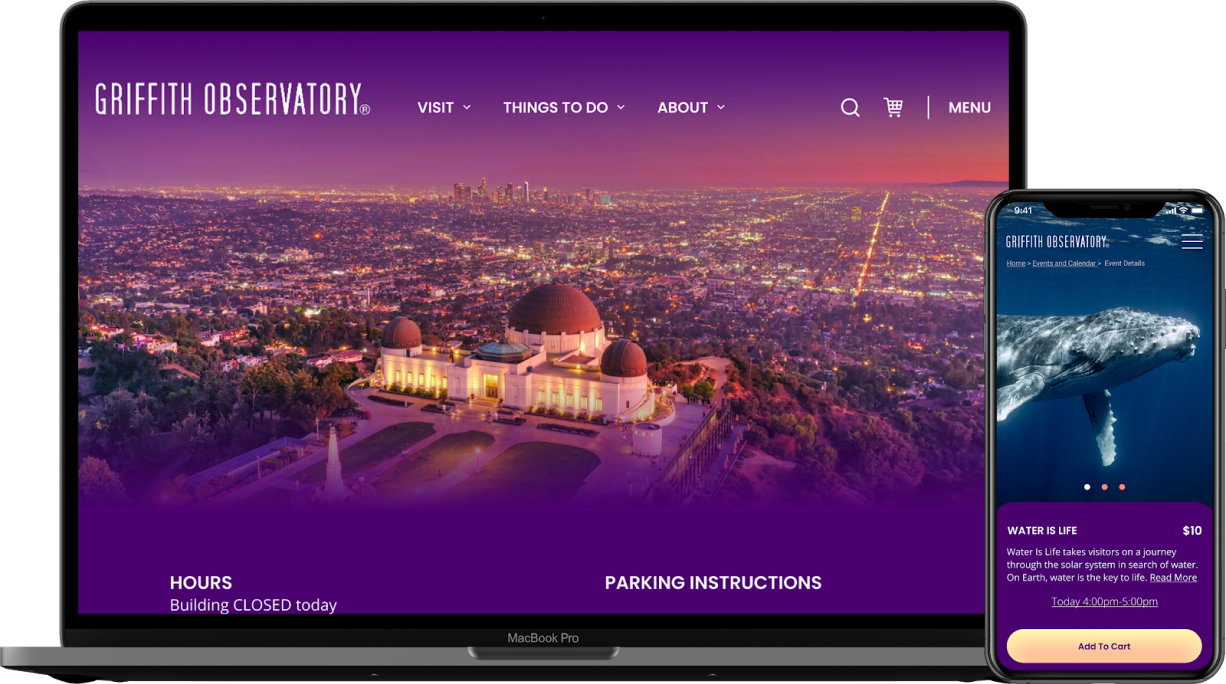 GRIFFITH OBSERVATORY®
VISIT
THINGS TO DO
ABOUT
MENU
HOURS
Building CLOSED today
PARKING INSTRUCTIONS
MacBook Pro
9:41
GRIFFITH OBSERVATORY®
Home > Events and Calendar > Event Details
WATER IS LIFE
$10
Water Is Life takes visitors on a journey
through the solar system in search of water.
On Earth, water is the key to life. Read More
Today 4:00pm-5:00pm
Add To Cart